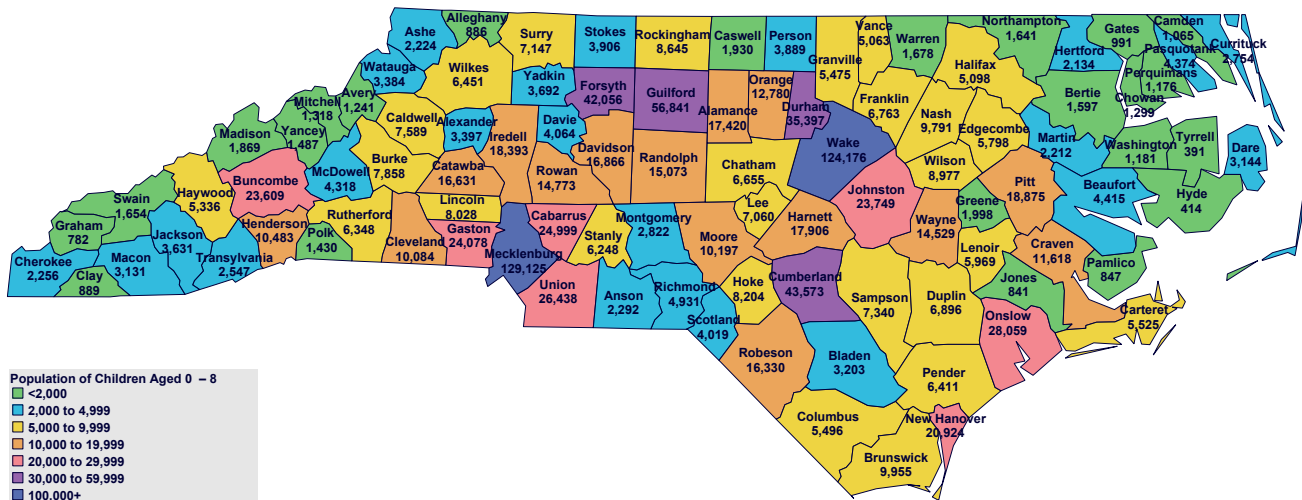 Ashe
2,224
Alleghany
886
Surry
7,147
Stokes
3,906
Rockingham
8,645
Caswell
1,930
Person
3,889
Granville
5,475
Vance
5,063
Warren
1,678
Northampton
1,641
Hertford
2,134
Gates
991
Camden
1,065
Pasquotank
4,374
Currituck
2,754
Perquimans
1,176
Chowan
1,299
Watauga
3,384
Wilkes
6,451
Yadkin
3,692
Forsyth
42,056
Guilford
56,841
Alamance
17,420
Orange
12,780
Durham
35,397
Franklin
6,763
Halifax
5,098
Nash
9,791
Edgecombe
5,798
Bertie
1,597
Martin
2,212
Washington
1,181
Tyrrell
391
Dare
3,144
Mitchell
1,318
Avery
1,241
Caldwell
7,589
Alexander
3,397
Iredell
18,393
Davie
4,064
Davidson
16,866
Randolph
15,073
Chatham
6,655
Wake
124,176
Wilson
8,977
Johnston
23,749
Greene
1,998
Pitt
18,875
Beaufort
4,415
Hyde
414
Madison
1,869
Yancey
1,487
Burke
7,858
McDowell
4,318
Catawba
16,631
Rowan
14,773
Lee
7,060
Harnett
17,906
Wayne
14,529
Lenoir
5,969
Craven
11,618
Pamlico
847
Swain
1,654
Haywood
5,336
Buncombe
23,609
Henderson
10,483
Polk
1,430
Rutherford
6,348
Cleveland
10,084
Lincoln
8,028
Gaston
24,078
Mecklenburg
129,125
Cabarrus
24,999
Stanly
6,248
Montgomery
2,822
Moore
10,197
Hoke
8,204
Cumberland
43,573
Sampson
7,340
Duplin
6,896
Jones
841
Onslow
28,059
Carteret
5,525
Graham
782
Cherokee
2,256
Clay
889
Macon
3,131
Jackson
3,631
Transylvania
2,547
Union
26,438
Anson
2,292
Richmond
4,931
Scotland
4,019
Robeson
16,330
Bladen
3,203
Pender
6,411
Columbus
5,496
New Hanover
20,924
Brunswick
9,955
Population of Children Aged 0 – 8
<2,000
2,000 to 4,999
5,000 to 9,999
10,000 to 19,999
20,000 to 29,999
30,000 to 59,999
100,000+